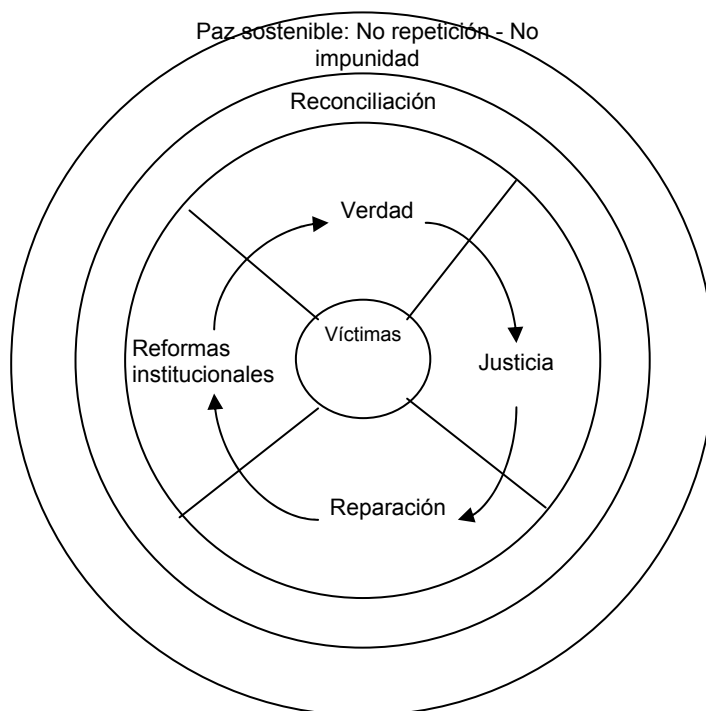 Paz sostenible: No repetición - No
impunidad
Reconciliación
Verdad
Víctimas
Reformas
institucionales
Justicia
Reparación